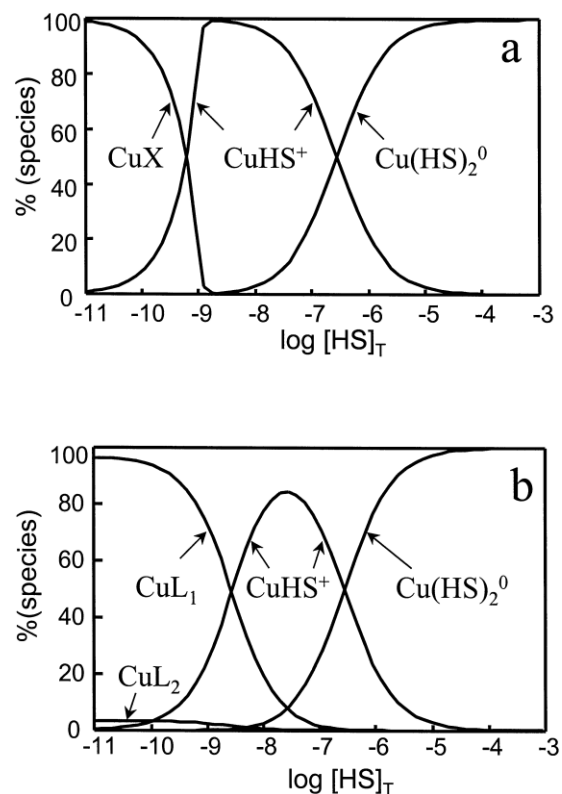 a
% (species)
100
80
60
40
20
0
CuX
CuHS⁺
Cu(HS)₂⁰
-11 -10 -9 -8 -7 -6 -5 -4 -3
log [HS]T
b
%(species)
100
80
60
40
20
0
CuL₁
CuHS⁺
Cu(HS)₂⁰
CuL₂
-11 -10 -9 -8 -7 -6 -5 -4 -3
log [HS]T